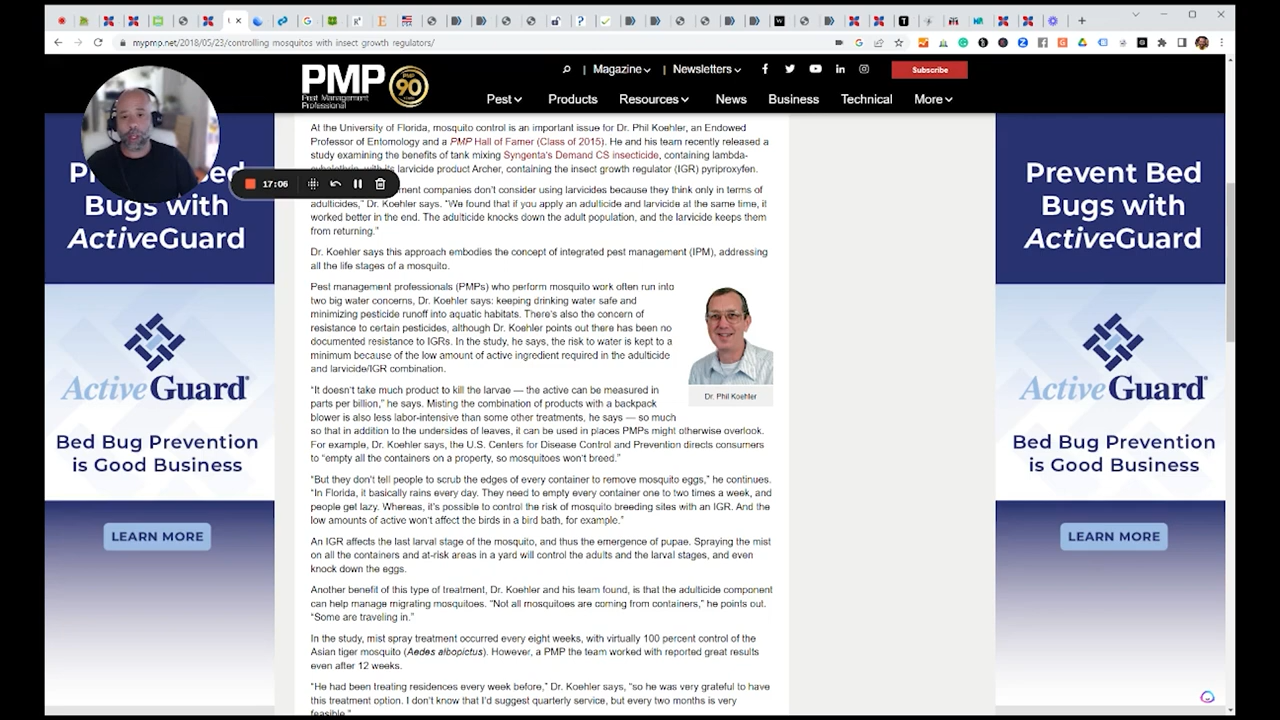 mypmp.net/2018/05/23/controlling mosquitos with insect growth regulators/
PMP
Pest Management
Professional
PMP
90
Magazine
Newsletters
Subscribe
Pest
Products
Resources
News
Business
Technical
More
17:06
Bed
Bugs with
ActiveGuard
ActiveGuard
Bed Bug Prevention
is Good Business
LEARN MORE
At the University of Florida, mosquito control is an important issue for Dr. Phil Koehler, an Endowed
Professor of Entomology and a PMP Hall of Famer (Class of 2015). He and his team recently released a
study examining the benefits of tank mixing Syngenta's Demand CS insecticide, containing lambda-
its larvicide product Archer, containing the insect growth regulator (IGR) pyriproxyfen.
companies don't consider using larvicides because they think only in terms of
adulticides," Dr. Koehler says. "We found that if you apply an adulticide and larvicide at the same time, it
worked better in the end. The adulticide knocks down the adult population, and the larvicide keeps them
from returning."
Dr. Koehler says this approach embodies the concept of integrated pest management (IPM), addressing
all the life stages of a mosquito.
Pest management professionals (PMPs) who perform mosquito work often run into
two big water concerns, Dr. Koehler says: keeping drinking water safe and
minimizing pesticide runoff into aquatic habitats. There's also the concern of
resistance to certain pesticides, although Dr. Koehler points out there has been no
documented resistance to IGRs. In the study, he says, the risk to water is kept to a
minimum because of the low amount of active ingredient required in the adulticide
and larvicide/IGR combination.
Dr. Phil Koehler
"It doesn't take much product to kill the larvae — the active can be measured in
parts per billion," he says. Misting the combination of products with a backpack
blower is also less labor-intensive than some other treatments, he says — so much
so that in addition to the undersides of leaves, it can be used in places PMPs might otherwise overlook.
For example, Dr. Koehler says, the U.S. Centers for Disease Control and Prevention directs consumers
to "empty all the containers on a property, so mosquitoes won't breed."
"But they don't tell people to scrub the edges of every container to remove mosquito eggs," he continues.
"In Florida, it basically rains every day. They need to empty every container one to two times a week, and
people get lazy. Whereas, it's possible to control the risk of mosquito breeding sites with an IGR. And the
low amounts of active won't affect the birds in a bird bath, for example."
An IGR affects the last larval stage of the mosquito, and thus the emergence of pupae. Spraying the mist
on all the containers and at-risk areas in a yard will control the adults and the larval stages, and even
knock down the eggs.
Another benefit of this type of treatment, Dr. Koehler and his team found, is that the adulticide component
can help manage migrating mosquitoes. "Not all mosquitoes are coming from containers," he points out.
"Some are traveling in."
In the study, mist spray treatment occurred every eight weeks, with virtually 100 percent control of the
Asian tiger mosquito (Aedes albopictus). However, a PMP the team worked with reported great results
even after 12 weeks.
"He had been treating residences every week before," Dr. Koehler says, "so he was very grateful to have
this treatment option. I don't know that I'd suggest quarterly service, but every two months is very
feasible."
Prevent Bed
Bugs with
ActiveGuard
ActiveGuard
Bed Bug Prevention
is Good Business
LEARN MORE